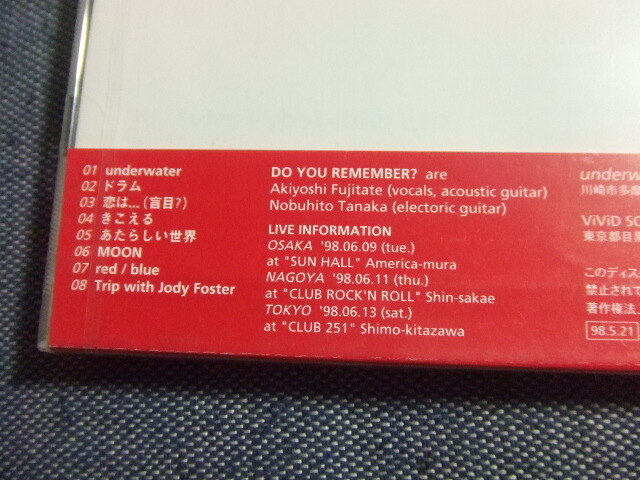 01 underwater
02 ドラム
03 恋は...(盲目?)
04 きこえる
05 あたらしい世界
06 MOON
07 red / blue
08 Trip with Jody Foster
DO YOU REMEMBER? are
Akiyoshi Fujitate (vocals, acoustic guitar)
Nobuhito Tanaka (electoric guitar)
LIVE INFORMATION
OSAKA '98.06.09 (tue.)
at "SUN HALL" America-mura
NAGOYA '98.06.11 (thu.)
at "CLUB ROCK'N ROLL" Shin-sakae
TOKYO '98.06.13 (sat.)
at "CLUB 251" Shimo-kitazawa
underw
川崎市多摩
ViViD SO
東京都目黒
このディス
禁止されて
著作権法
98.5.21